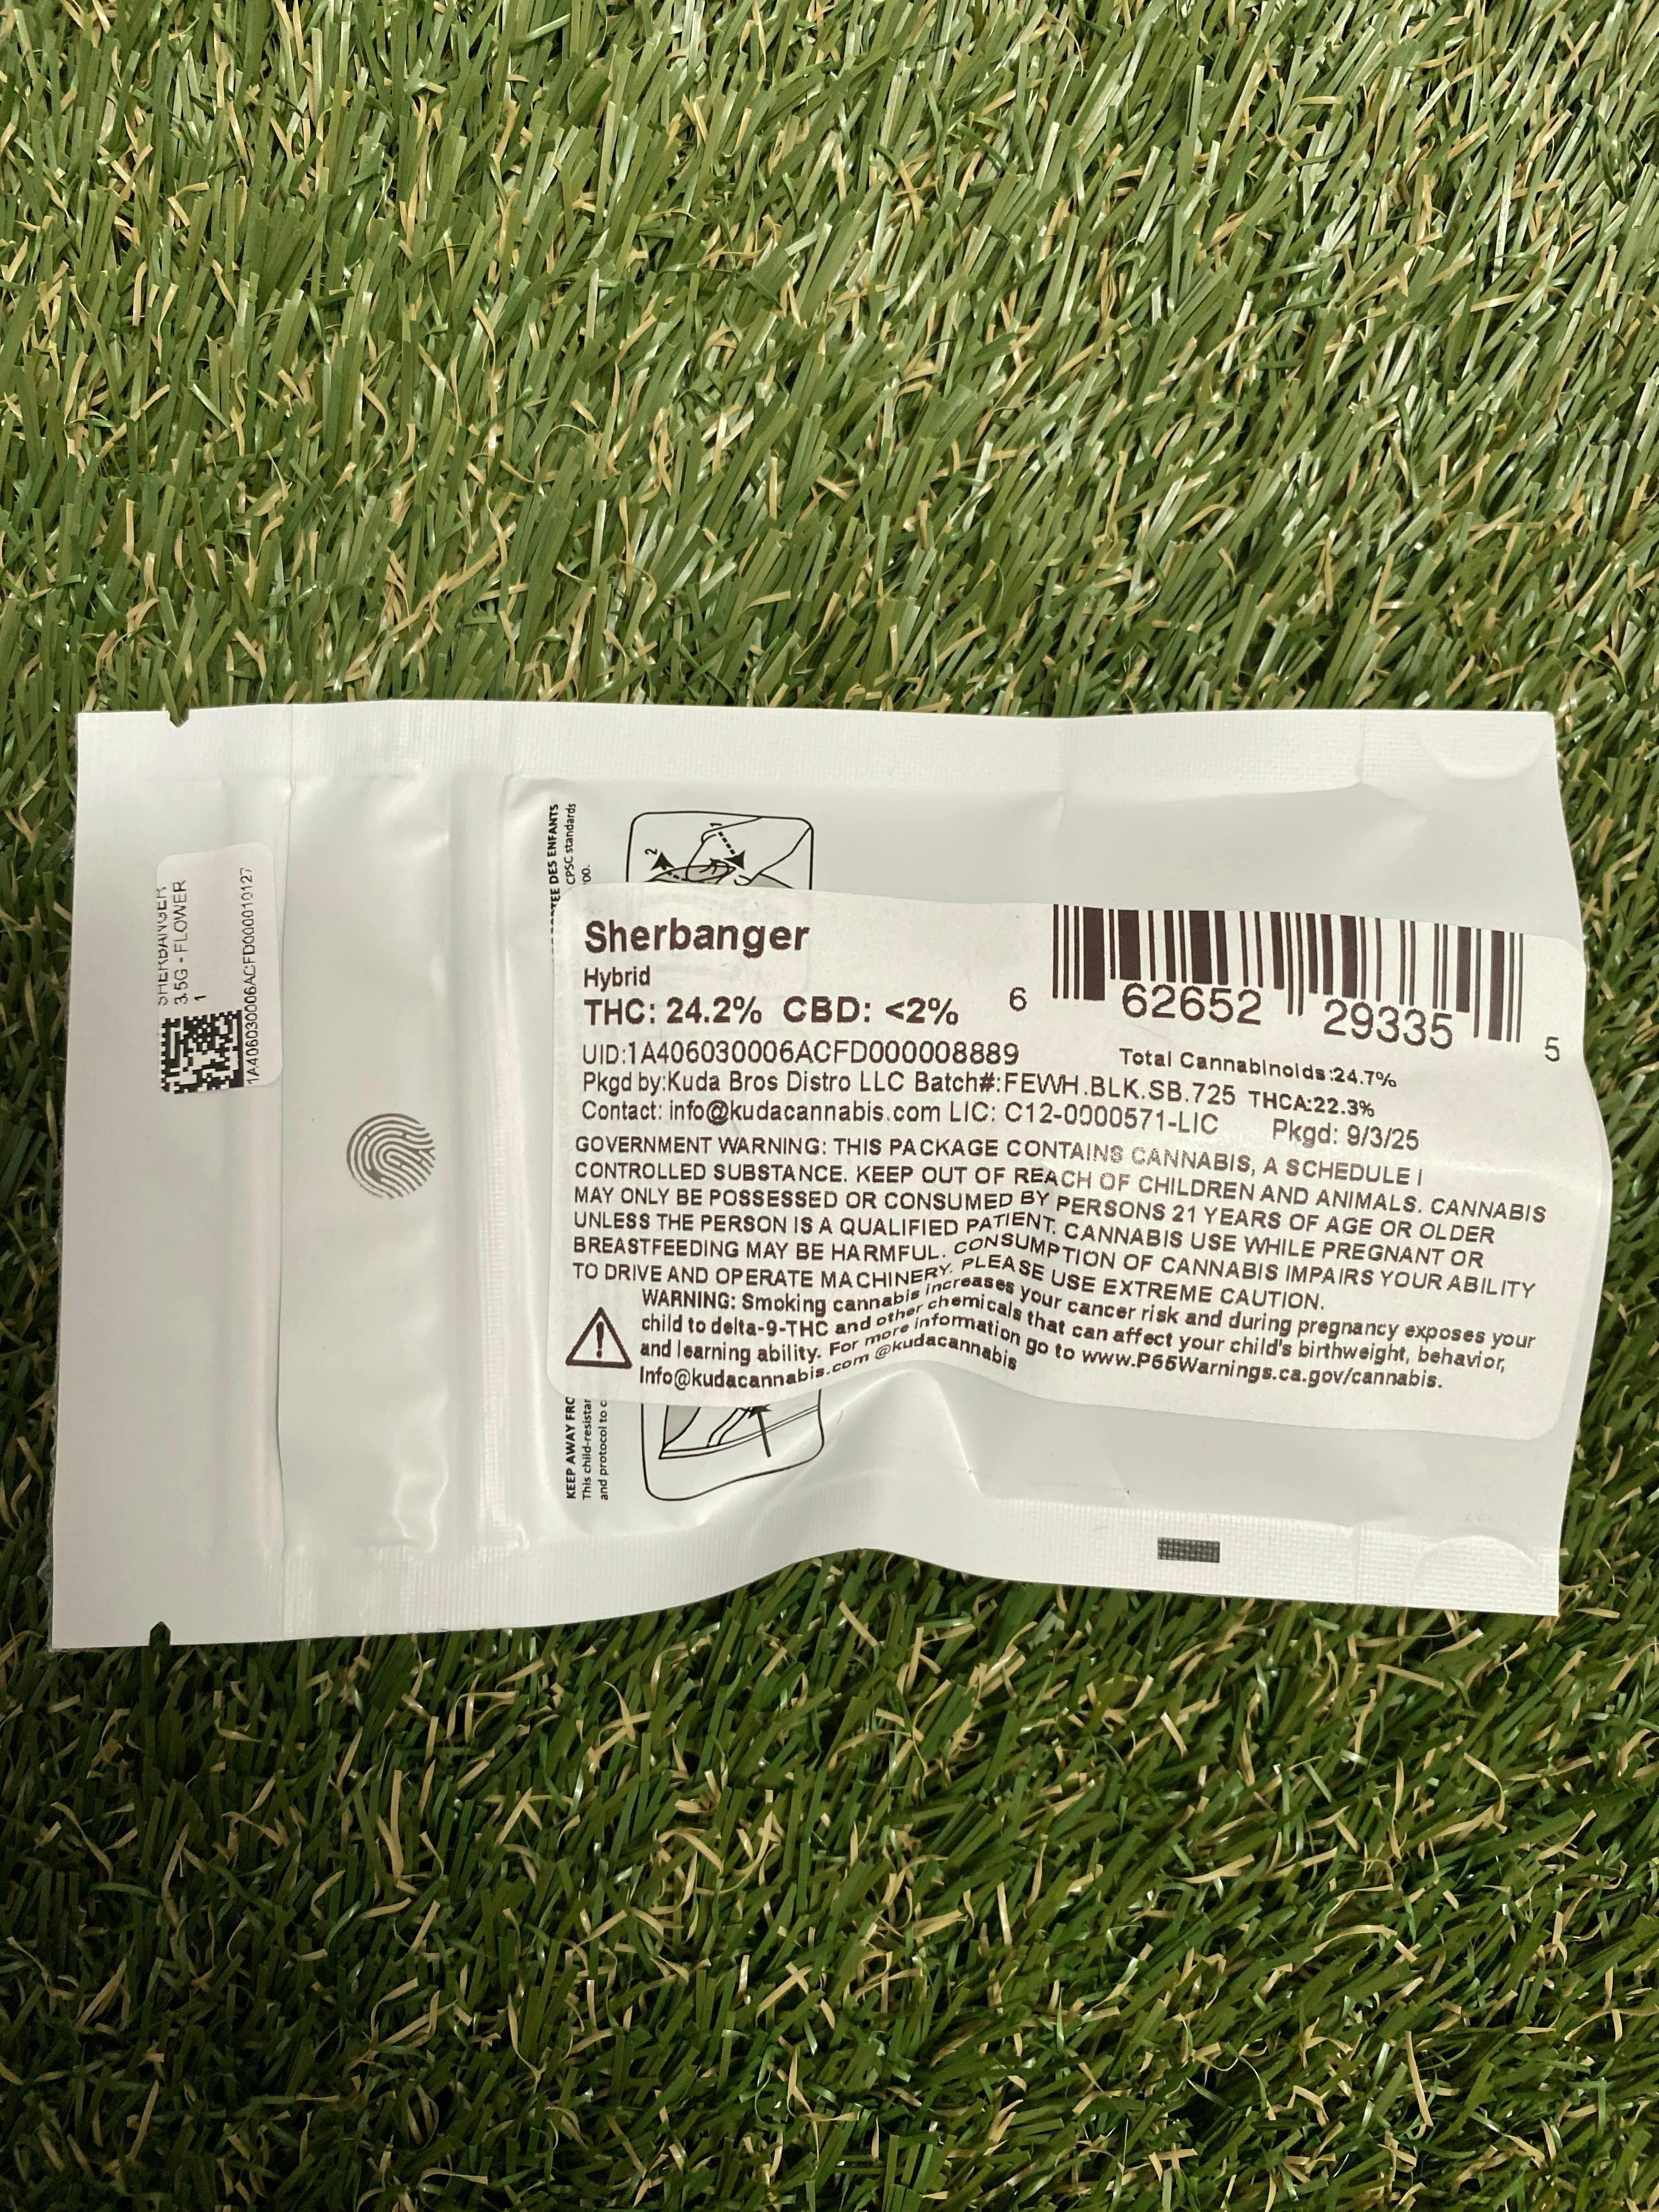 SHERBANGER
3.5G - FLOWER
1
1A406030006ACFD000010127
DES ENFANTS
CPSC standards
2
1
Sherbanger
Hybrid
THC: 24.2% CBD: <2%
6 62652 29335 5
UID:1A406030006ACFD000008889
Total Cannabinoids:24.7%
Pkgd by:Kuda Bros Distro LLC Batch#:FEWH.BLK.SB.725 THCA:22.3%
Contact: info@kudacannabis.com LIC: C12-0000571-LIC Pkgd: 9/3/25
GOVERNMENT WARNING: THIS PACKAGE CONTAINS CANNABIS, A SCHEDULE I
CONTROLLED SUBSTANCE. KEEP OUT OF REACH OF CHILDREN AND ANIMALS. CANNABIS
MAY ONLY BE POSSESSED OR CONSUMED BY PERSONS 21 YEARS OF AGE OR OLDER
UNLESS THE PERSON IS A QUALIFIED PATIENT. CANNABIS USE WHILE PREGNANT OR
BREASTFEEDING MAY BE HARMFUL. CONSUMPTION OF CANNABIS IMPAIRS YOUR ABILITY
TO DRIVE AND OPERATE MACHINERY. PLEASE USE EXTREME CAUTION.
WARNING: Smoking cannabis increases your cancer risk and during pregnancy exposes your
child to delta-9-THC and other chemicals that can affect your child's birthweight, behavior,
and learning ability. For more information go to www.P65Warnings.ca.gov/cannabis.
Info@kudacannabis.com @kudacannabis
KEEP AWAY
This
and protocol to